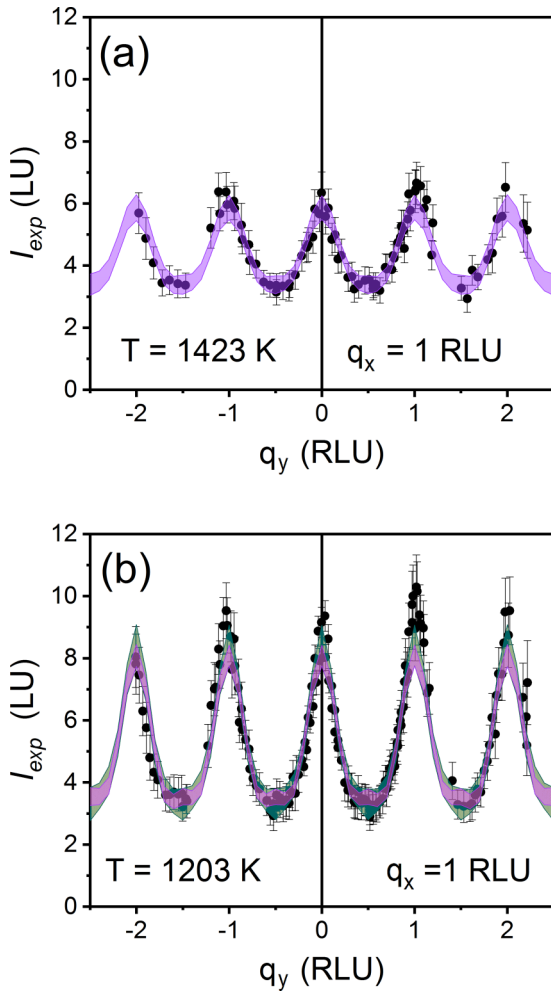 (a)
12
10
8
6
4
2
0
I_exp (LU)
T = 1423 K
q_x = 1 RLU
-2 -1 0 1 2
q_y (RLU)
(b)
12
10
8
6
4
2
0
I_exp (LU)
T = 1203 K
q_x =1 RLU
-2 -1 0 1 2
q_y (RLU)